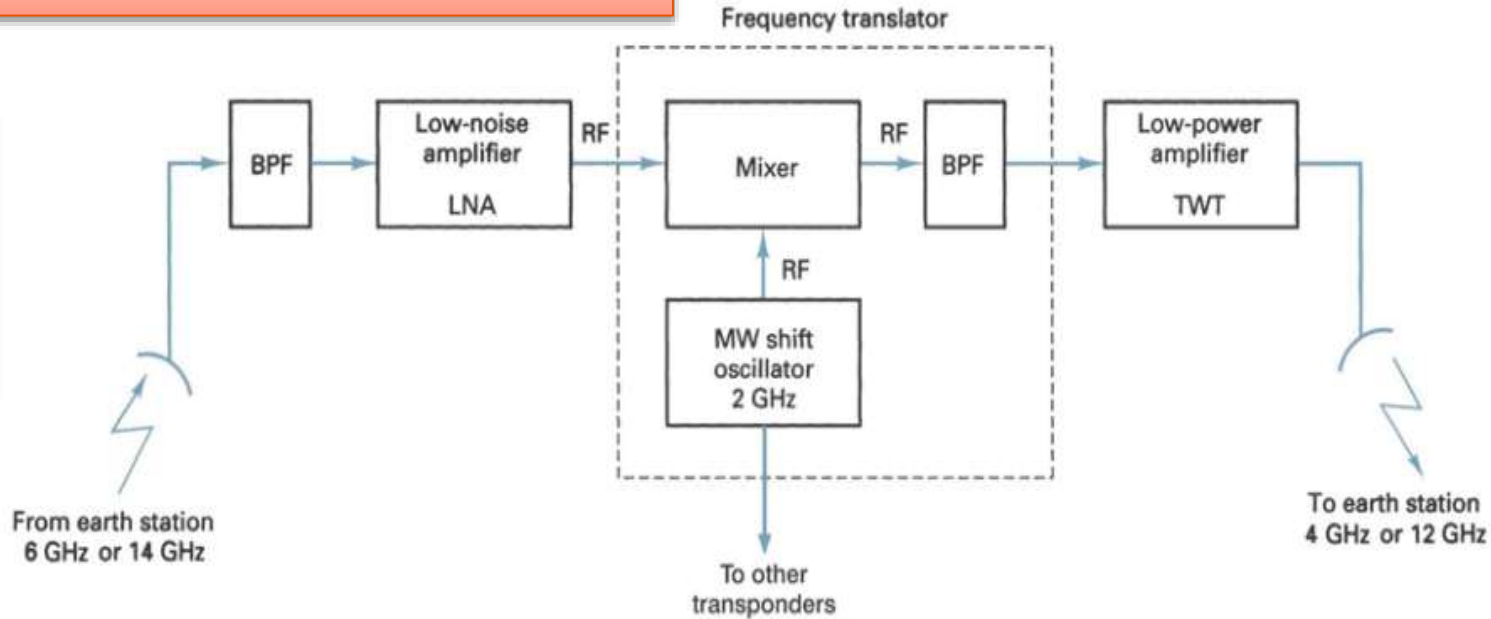 Frequency translator
BPF
Low-noise
amplifier
LNA
RF
Mixer
RF
BPF
Low-power
amplifier
TWT
RF
MW shift
oscillator
2 GHz
From earth station
6 GHz or 14 GHz
To earth station
4 GHz or 12 GHz
To other
transponders